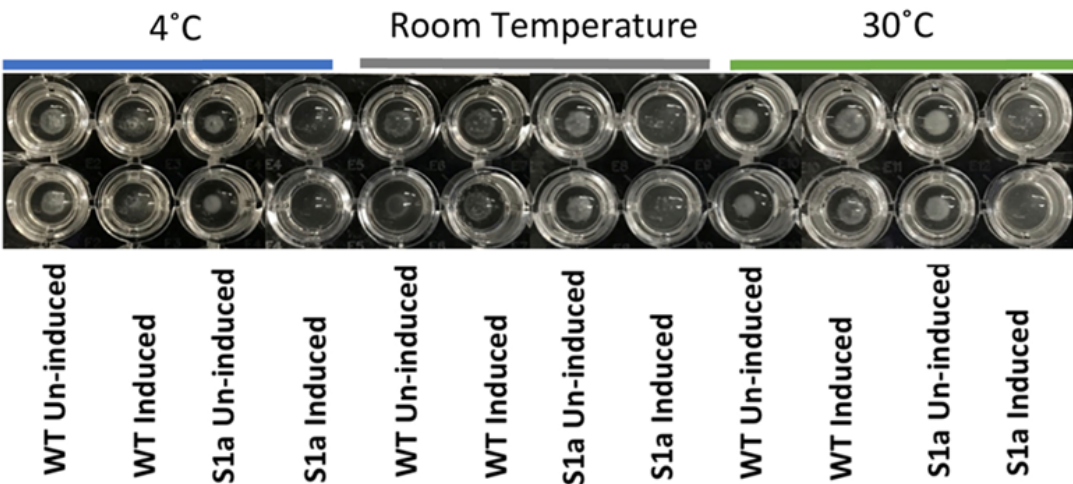 4˚C
Room Temperature
30˚C
WT Un-induced
WT Induced
S1a Un-induced
S1a Induced
WT Un-induced
WT Induced
S1a Un-induced
S1a Induced
WT Un-induced
WT Induced
S1a Un-induced
S1a Induced